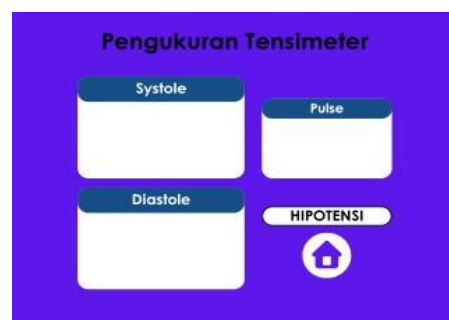 Pengukuran Tensimeter
Systole
Pulse
Diastole
HIPOTENSI